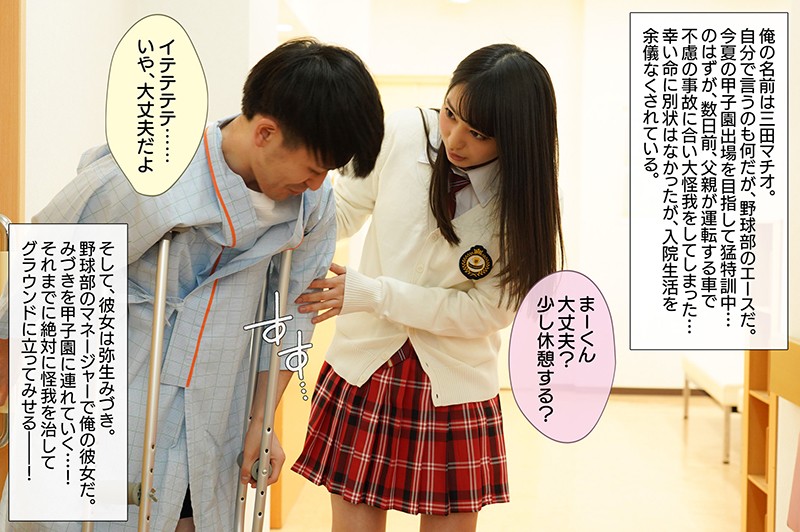 俺の名前は三田マチオ。
自分で言うのも何だが、野球部のエースだ。
今夏の甲子園出場を目指して猛特訓中…
のはずが、数日前、父親が運転する車で
不慮の事故に合い大怪我をしてしまった…
幸い命に別状はなかったが、入院生活を
余儀なくされている。
イテテテテ……
いや、大丈夫だよ
まーくん
大丈夫?
少し休憩する?
すす…
そして、彼女は弥生みづき。
野球部のマネージャーで俺の彼女だ。
みづきを甲子園に連れていく…!
それまでに絶対に怪我を治して
グラウンドに立ってみせる――!